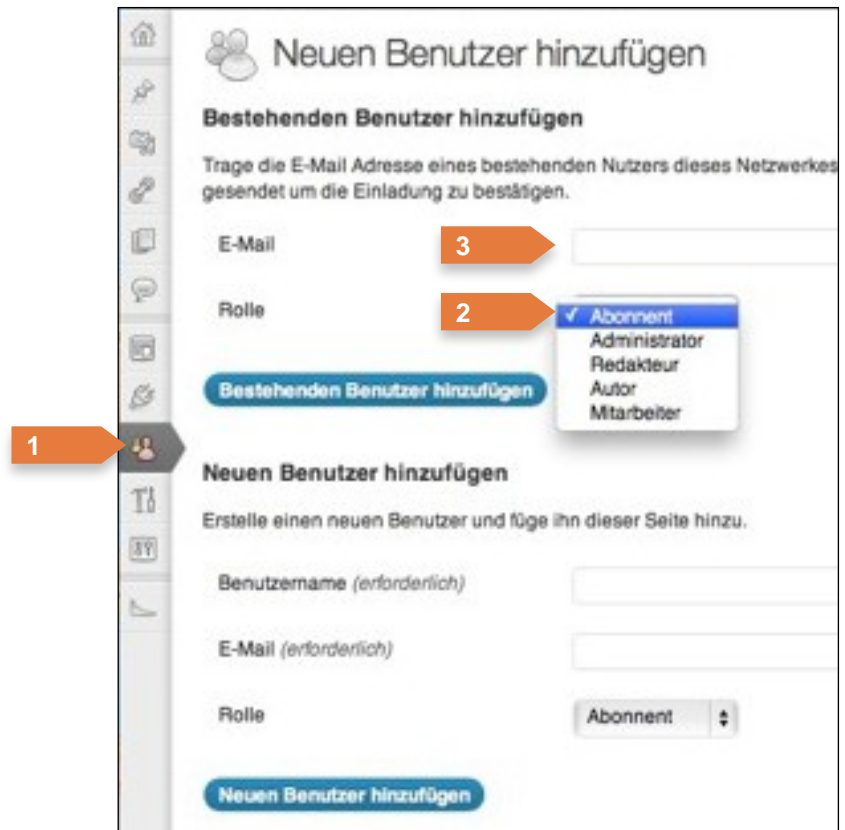 Neuen Benutzer hinzufügen
Bestehenden Benutzer hinzufügen
Trage die E-Mail Adresse eines bestehenden Nutzers dieses Netzwerkes
gesendet um die Einladung zu bestätigen.
E-Mail
3
Rolle
2
✓ Abonnent
Administrator
Redakteur
Autor
Mitarbeiter
Bestehenden Benutzer hinzufügen
1
Neuen Benutzer hinzufügen
Erstelle einen neuen Benutzer und füge ihn dieser Seite hinzu.
Benutzername (erforderlich)
E-Mail (erforderlich)
Rolle
Abonnent
Neuen Benutzer hinzufügen